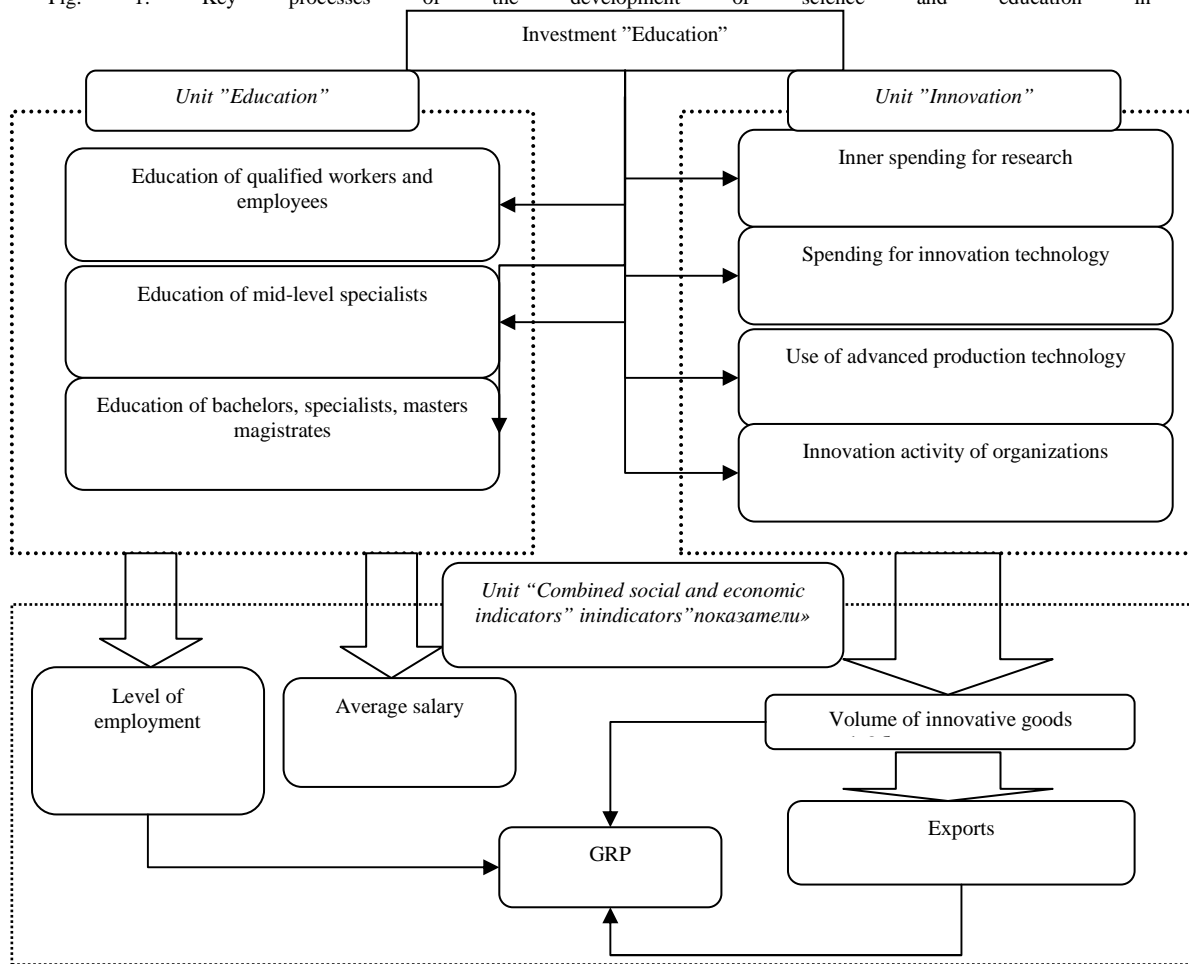 Fig. 1. Key processes of the development of science and education in
Investment ”Education”
Unit ”Education”
Unit ”Innovation”
Education of qualified workers and
employees
Education of mid-level specialists
Education of bachelors, specialists, masters
magistrates
Inner spending for research
Spending for innovation technology
Use of advanced production technology
Innovation activity of organizations
Unit “Combined social and economic
indicators” inindicators”показатели»
Level of
employment
Average salary
Volume of innovative goods
Exports
GRP